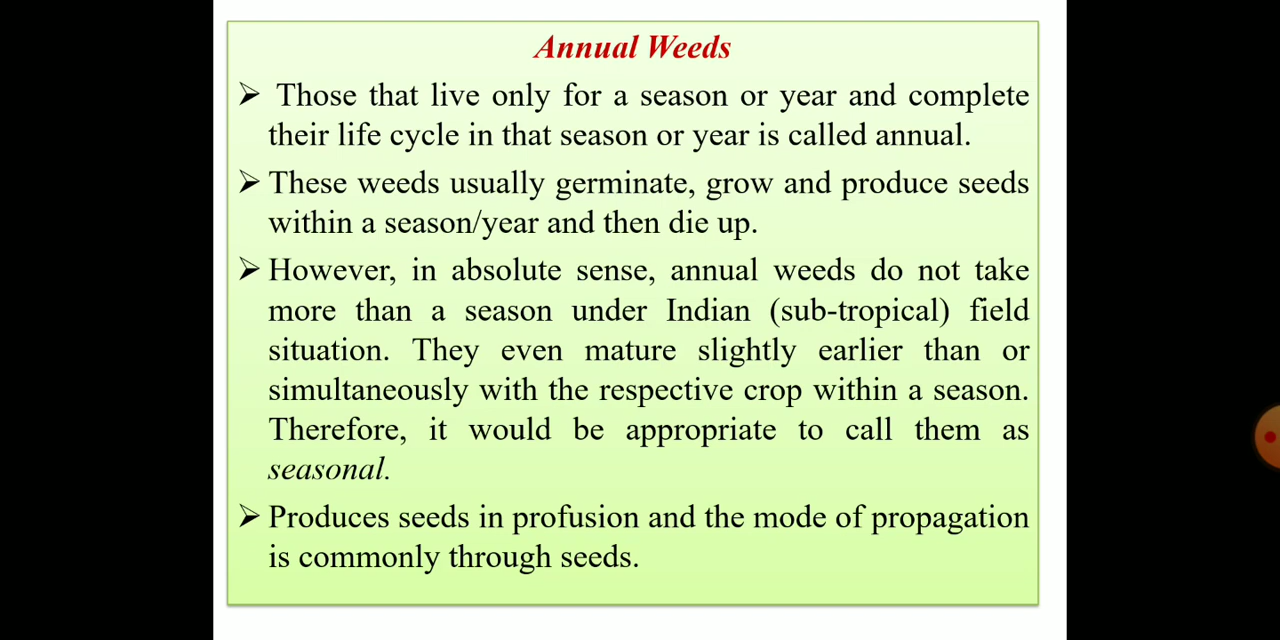 Annual Weeds
➢ Those that live only for a season or year and complete
their life cycle in that season or year is called annual.
➢ These weeds usually germinate, grow and produce seeds
within a season/year and then die up.
➢ However, in absolute sense, annual weeds do not take
more than a season under Indian (sub-tropical) field
situation. They even mature slightly earlier than or
simultaneously with the respective crop within a season.
Therefore, it would be appropriate to call them as
seasonal.
➢ Produces seeds in profusion and the mode of propagation
is commonly through seeds.